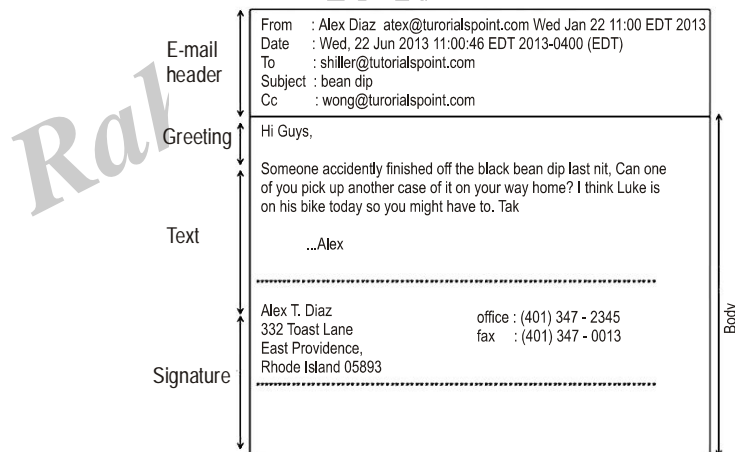 From : Alex Diaz atex@turorialspoint.com Wed Jan 22 11:00 EDT 2013
Date : Wed, 22 Jun 2013 11:00:46 EDT 2013-0400 (EDT)
To : shiller@tutorialspoint.com
Subject : bean dip
Cc : wong@turorialspoint.com
E-mail
header
Greeting
Hi Guys,
Someone accidently finished off the black bean dip last nit, Can one
of you pick up another case of it on your way home? I think Luke is
on his bike today so you might have to. Tak
Text
...Alex
Alex T. Diaz
332 Toast Lane
East Providence,
Rhode Island 05893
office : (401) 347 - 2345
fax : (401) 347 - 0013
Signature
Body
Ral